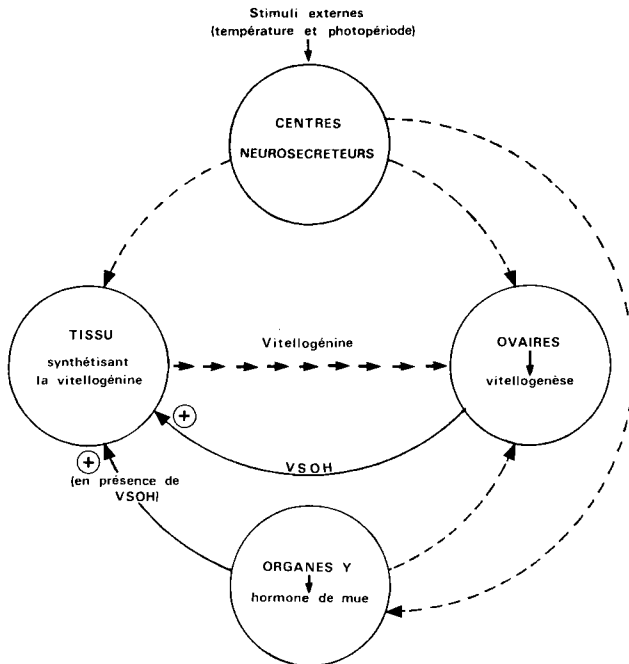 Stimuli externes
(température et photopériode)
CENTRES
NEUROSECRETEURS
TISSU
synthétisant
la vitellogénine
Vitellogénine
OVAIRES
vitellogenèse
+
VSOH
+
(en présence de
VSOH)
ORGANES Y
hormone de mue